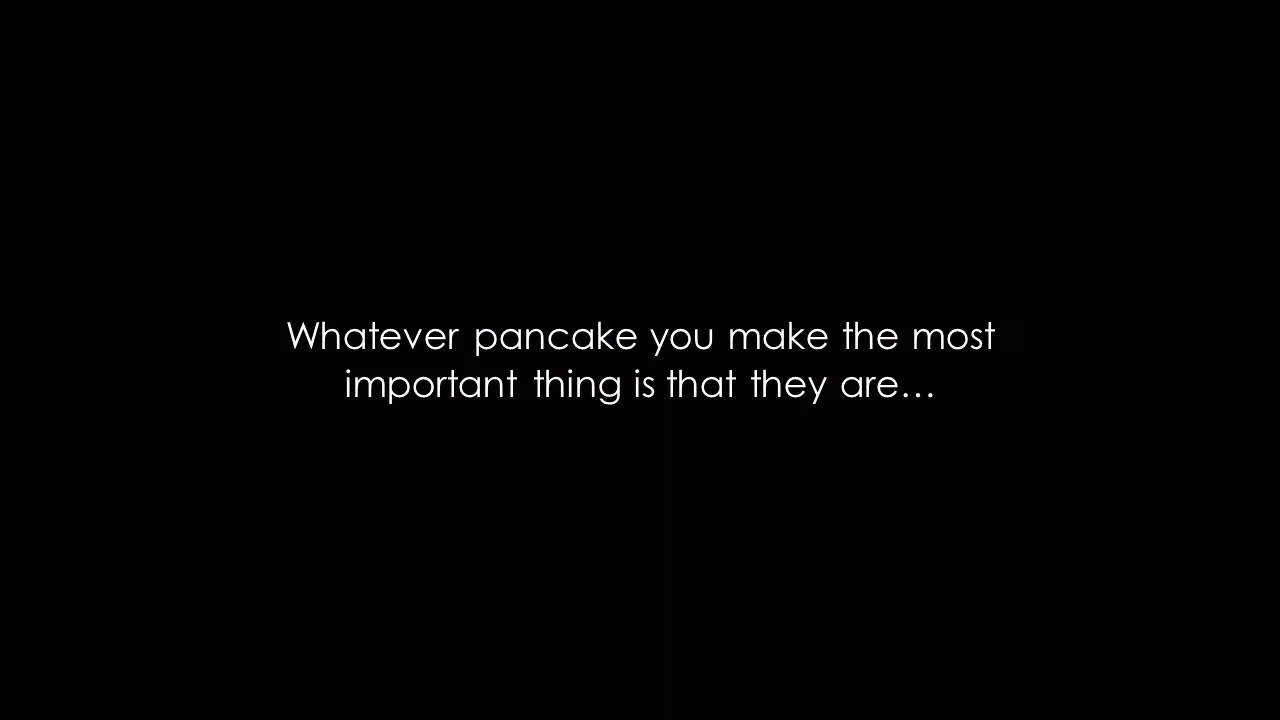 Whatever pancake you make the most
important thing is that they are…